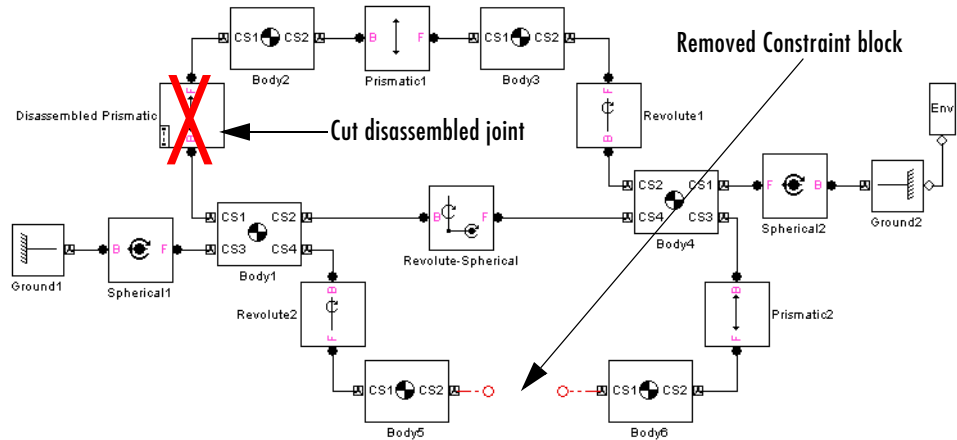 CS1 CS2
B F
CS1 CS2
Body2
Prismatic1
Body3
Removed Constraint block
Disassembled Prismatic
F
B
Cut disassembled joint
F
B
Revolute1
Env
CS1 CS2
CS3 CS4
Body1
B F
Revolute-Spherical
CS2 CS1
CS4 CS3
Body4
F B
Spherical2
Ground2
Ground1
B F
Spherical1
Revolute2
B
F
B
F
Prismatic2
CS1 CS2
Body5
CS1 CS2
Body6